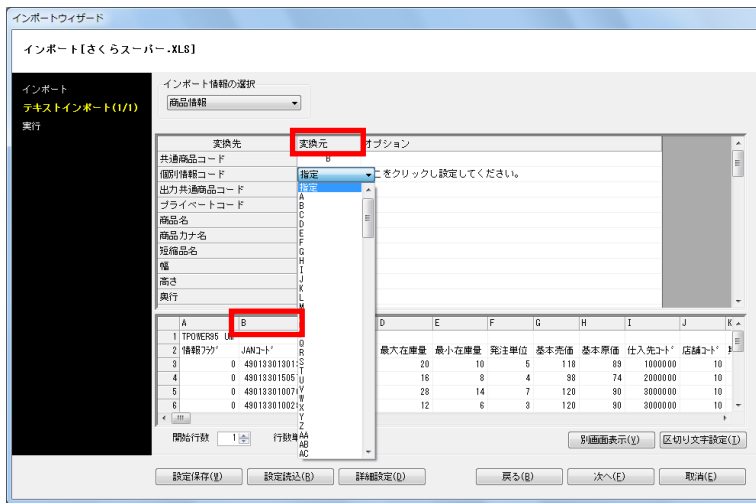 インポートウィザード
インポート[さくらスーパー.XLS]
インポート
テキストインポート(1/1)
実行
インポート情報の選択
商品情報
変換先 変換元 オプション
共通商品コード B
個別情報コード 指定 こをクリックし設定してください。
出力共通商品コード 指定
プライベートコード A
B
商品名 C
D
商品カナ名 E
F
短縮品名 G
幅 H
I
高さ J
K
奥行 L
A B D E F G H I J K
1 TPOWER95
2 情報フラグ JANコード 最大在庫量 最小在庫量 発注単位 基本売価 基本原価 仕入先コード 店舗コード
3 0 49013301301 20 10 5 118 89 1000000 10
4 0 49013301505 16 8 4 98 74 2000000 10
5 0 4901330100 28 14 7 120 90 3000000 10
6 0 4901330102 12 6 3 120 90 3000000 10
Q
R
S
T
U
V
W
X
Y
Z
AA
AB
AC
開始行数 1 行数
別画面表示(V) 区切り文字設定(I)
設定保存(W) 設定読込(R) 詳細設定(D) 戻る(B) 次へ(F) 取消(E)